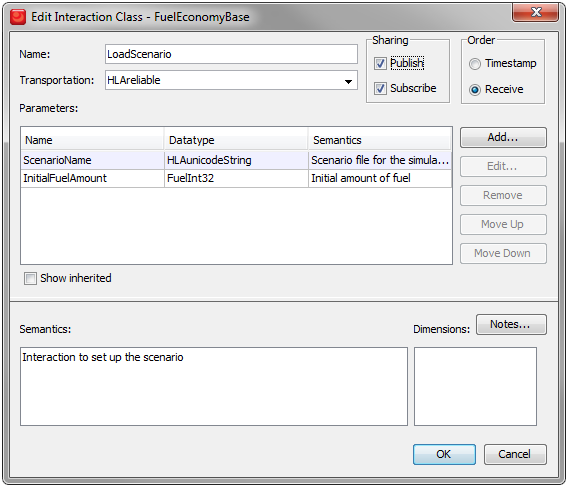 Edit Interaction Class - FuelEconomyBase
Name: LoadScenario
Transportation: HLAreliable
Sharing
Publish
Subscribe
Order
Timestamp
Receive
Parameters:
Name Datatype Semantics
ScenarioName HLAunicodeString Scenario file for the simula...
InitialFuelAmount FuelInt32 Initial amount of fuel
Add...
Edit...
Remove
Move Up
Move Down
Show inherited
Semantics:
Dimensions:
Notes...
Interaction to set up the scenario
OK
Cancel